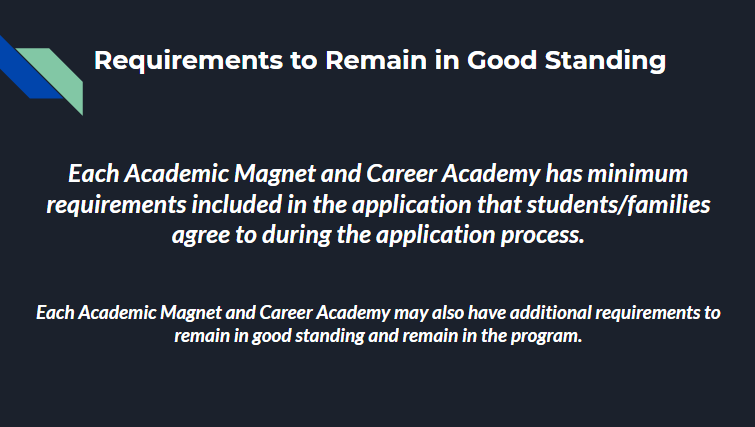 Requirements to Remain in Good Standing
Each Academic Magnet and Career Academy has minimum
requirements included in the application that students/families
agree to during the application process.
Each Academic Magnet and Career Academy may also have additional requirements to
remain in good standing and remain in the program.